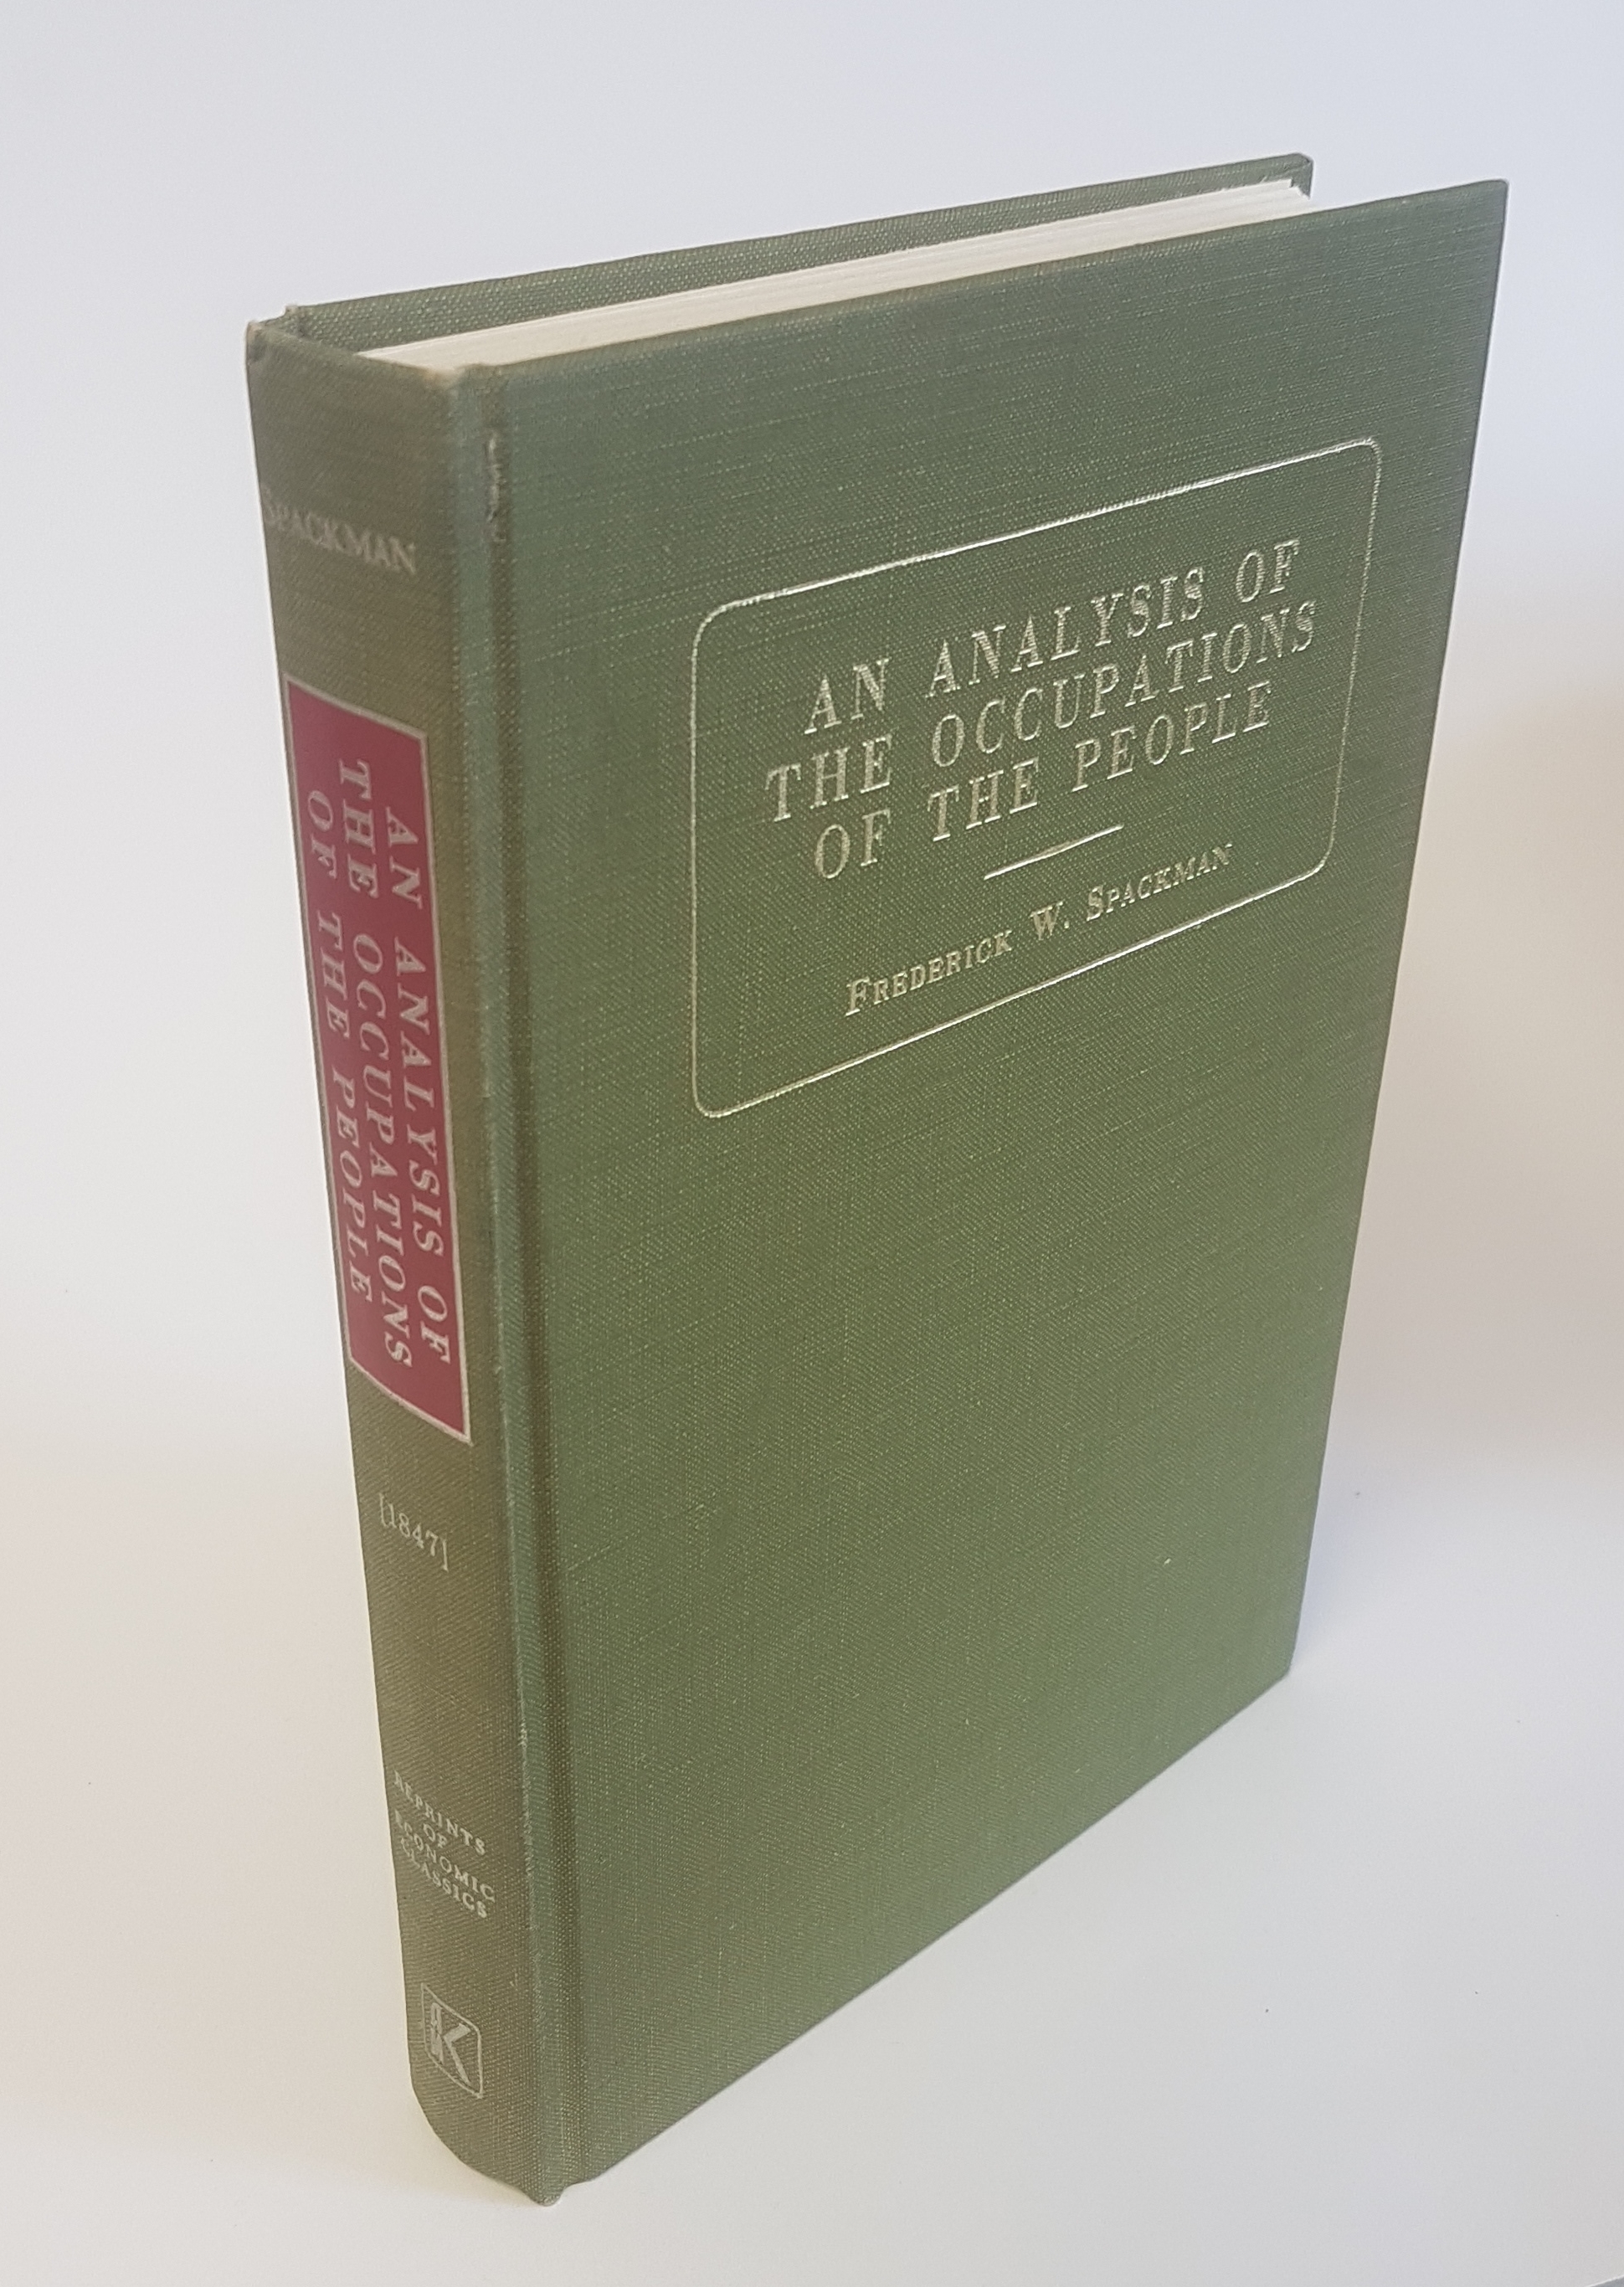 SPACKMAN
AN ANALYSIS OF
THE OCCUPATIONS
OF THE PEOPLE
[1847]
REPRINTS
OF
ECONOMIC
CLASSICS
K
AN ANALYSIS OF
THE OCCUPATIONS
OF THE PEOPLE
FREDERICK W. SPACKMAN